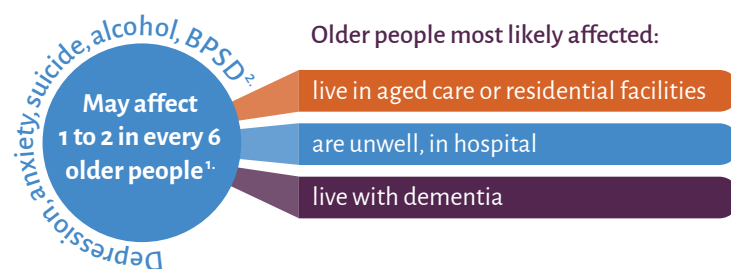 Depression, anxiety, suicide, alcohol, BPSD²·
May affect
1 to 2 in every 6
older people¹·
Older people most likely affected:
live in aged care or residential facilities
are unwell, in hospital
live with dementia